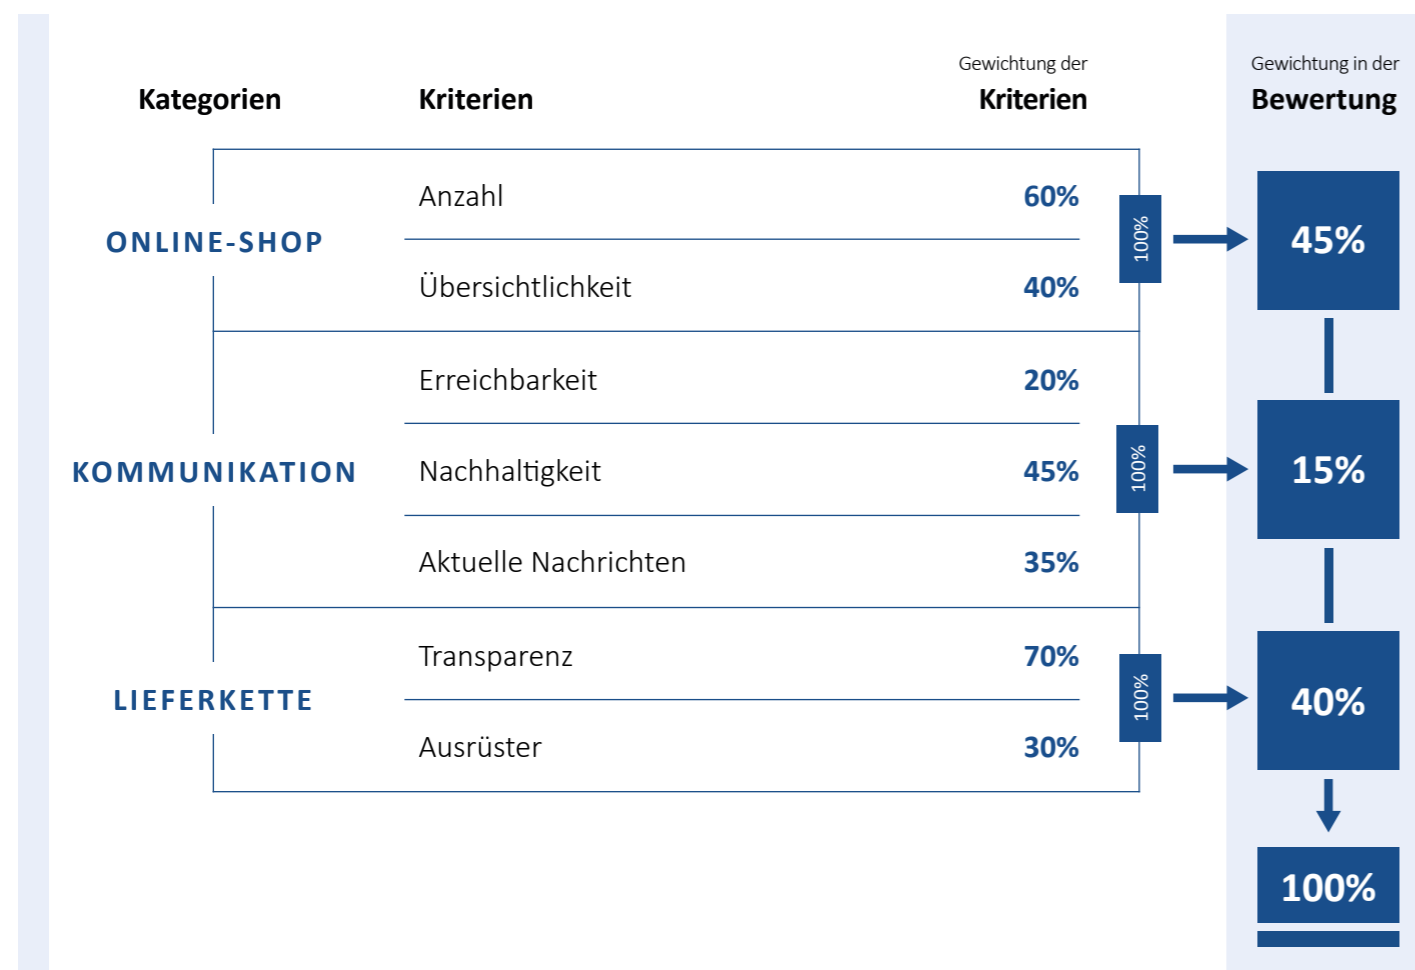 Kategorien
Kriterien
Gewichtung der
Kriterien
Gewichtung in der
Bewertung
ONLINE-SHOP
Anzahl
60%
Übersichtlichkeit
40%
100%
45%
KOMMUNIKATION
Erreichbarkeit
20%
Nachhaltigkeit
45%
Aktuelle Nachrichten
35%
100%
15%
LIEFERKETTE
Transparenz
70%
Ausrüster
30%
100%
40%
100%